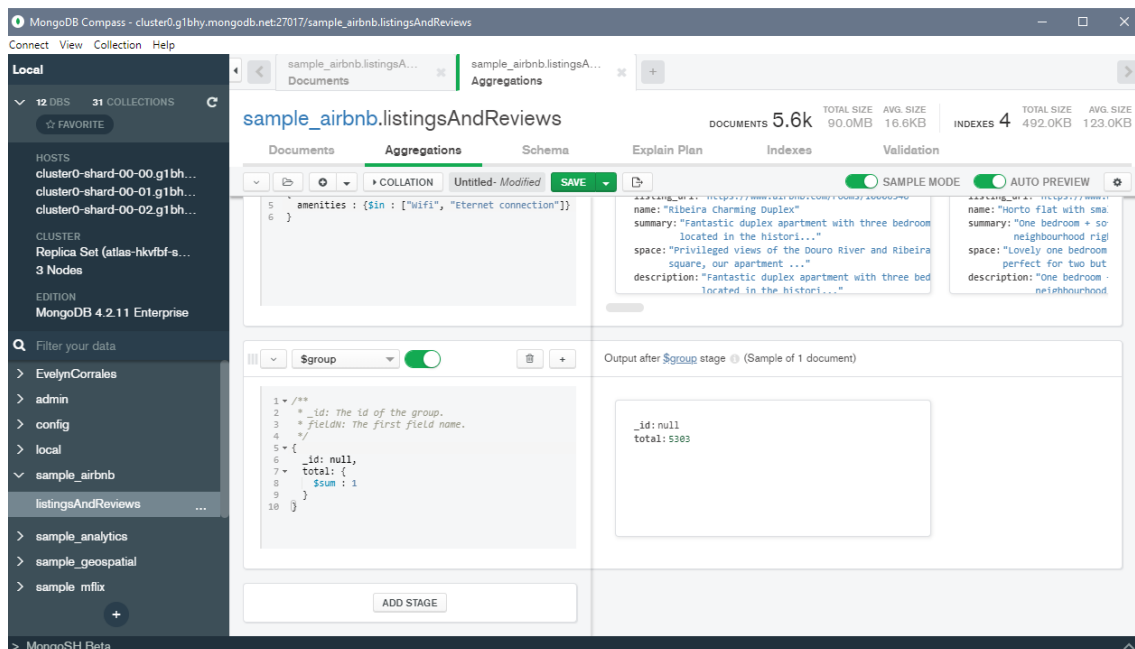 MongoDB Compass - cluster0.g1bhy.mongodb.net:27017/sample_airbnb.listingsAndReviews
Connect View Collection Help
Local
12 DBS 31 COLLECTIONS
☆ FAVORITE
HOSTS
cluster0-shard-00-00.g1bh...
cluster0-shard-00-01.g1bh...
cluster0-shard-00-02.g1bh...
CLUSTER
Replica Set (atlas-hkvfbf-s...
3 Nodes
EDITION
MongoDB 4.2.11 Enterprise
Filter your data
EvelynCorrales
admin
config
local
sample_airbnb
listingsAndReviews ...
sample_analytics
sample_geospatial
sample_mflix
+
>_MongoSH Beta
sample_airbnb.listingsA...
Documents
sample_airbnb.listingsA...
Aggregations
+
sample_airbnb.listingsAndReviews
DOCUMENTS 5.6k TOTAL SIZE 90.0MB AVG. SIZE 16.6KB INDEXES 4 TOTAL SIZE 492.0KB AVG. SIZE 123.0KB
Documents Aggregations Schema Explain Plan Indexes Validation
COLLATION Untitled- Modified SAVE SAMPLE MODE AUTO PREVIEW
5 amenities : {$in : ["Wifi", "Eternet connection"]}
6 }
name: "Ribeira Charming Duplex"
summary: "Fantastic duplex apartment with three bedroom
located in the histori..."
space: "Privileged views of the Douro River and Ribeira
square, our apartment ..."
description: "Fantastic duplex apartment with three bed
located in the histori..."
name: "Horto flat with sma
summary: "One bedroom + so
neighbourhood rig
space: "Lovely one bedroom
perfect for two but
description: "One bedroom
neighbourhood
$group
+
Output after $group stage (Sample of 1 document)
1 /**
2 * _id: The id of the group.
3 * fieldN: The first field name.
4 */
5 {
6 _id: null,
7 total: {
8 $sum : 1
9 }
10 }
_id: null
total: 5303
ADD STAGE